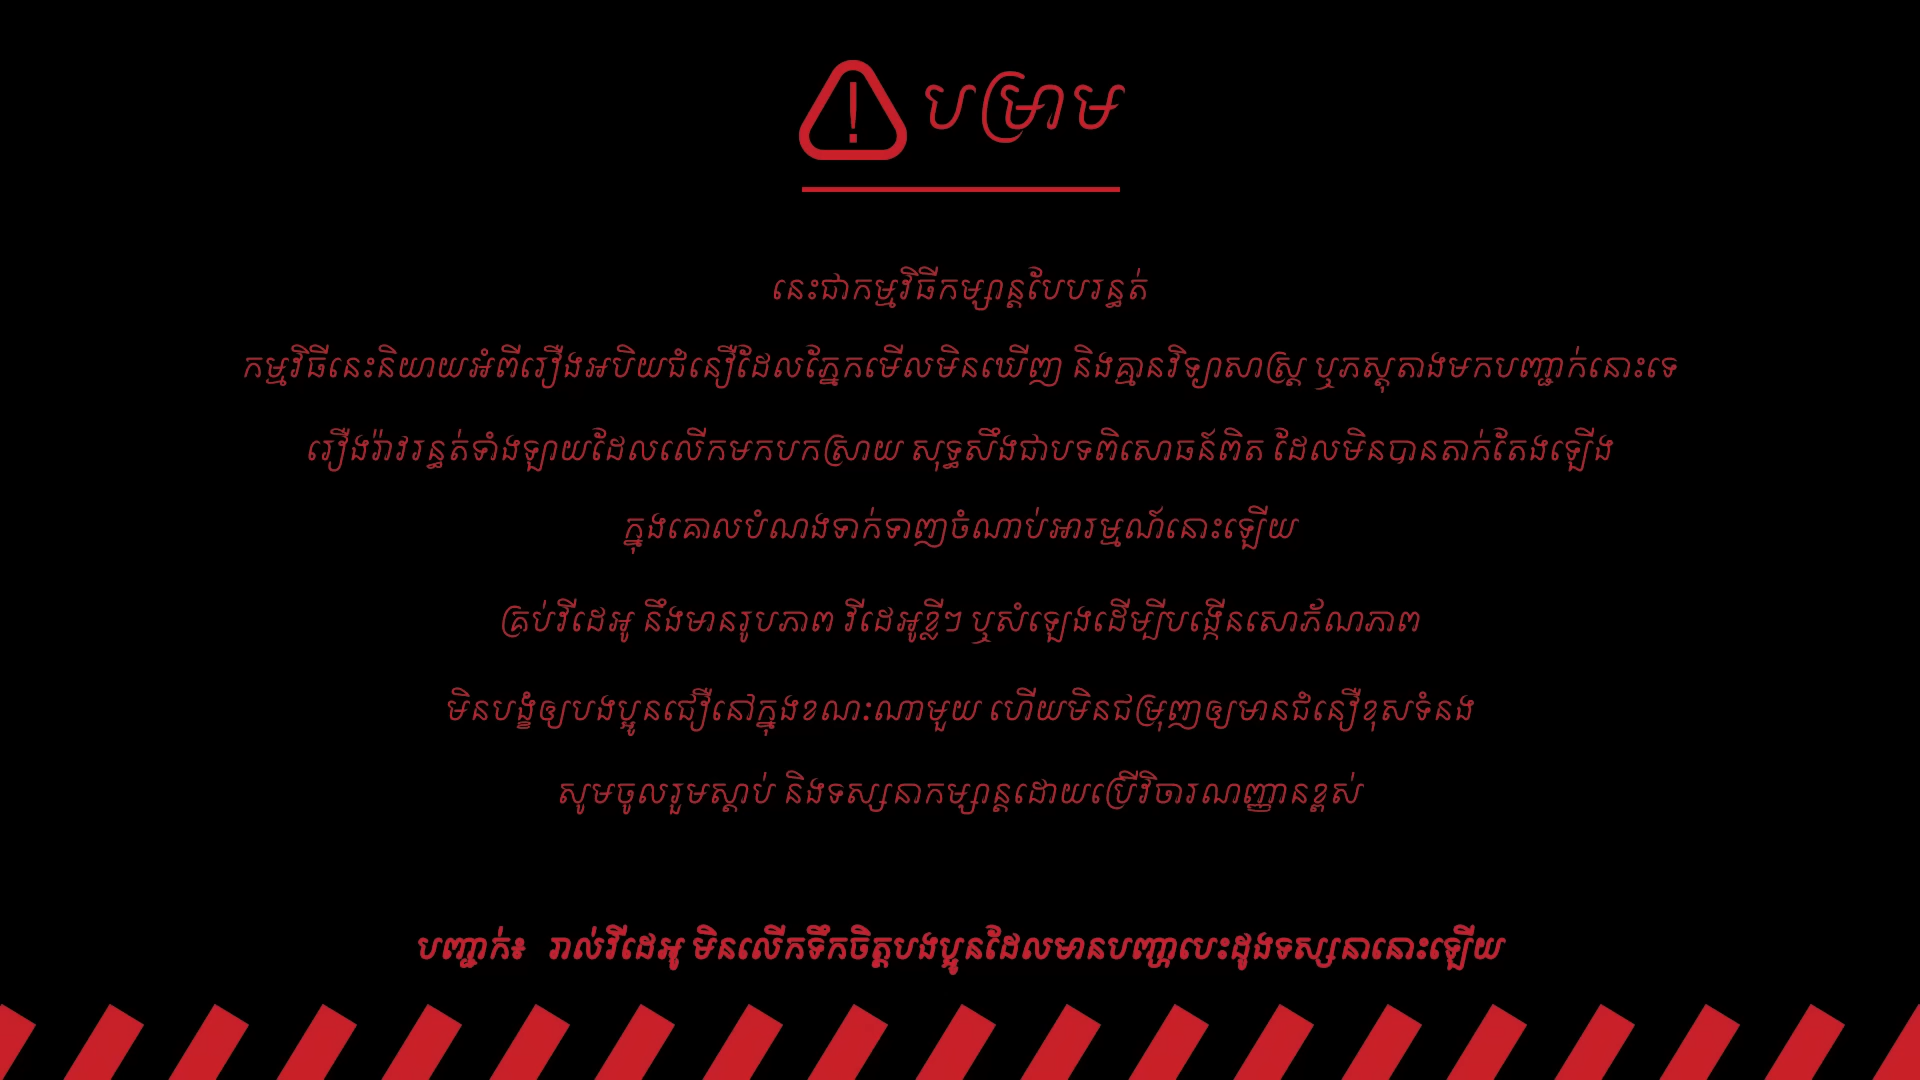 បម្រាម
នេះជាកម្មវិធីកម្សាន្តបែបរន្ធត់
កម្មវិធីនេះនិយាយអំពីរឿងអបិយជំនឿដែលភ្នែកមើលមិនឃើញ និងគ្មានវិទ្យាសាស្ត្រ ឬភស្តុតាងមកបញ្ជាក់នោះទេ
រឿងរ៉ាវរន្ធត់ទាំងឡាយដែលលើកមកបកស្រាយ សុទ្ធសឹងជាបទពិសោធន៍ពិត ដែលមិនបានតាក់តែងឡើង
ក្នុងគោលបំណងទាក់ទាញចំណាប់អារម្មណ៍នោះឡើយ
គ្រប់វីដេអូ នឹងមានរូបភាព វីដេអូខ្លីៗ ឬសំឡេងដើម្បីបង្កើនសោភ័ណភាព
មិនបង្ខំឲ្យបងប្អូនជឿនៅក្នុងខណៈណាមួយ ហើយមិនជម្រុញឲ្យមានជំនឿខុសទំនង
សូមចូលរួមស្តាប់ និងទស្សនាកម្សាន្តដោយប្រើវិចារណញ្ញានខ្ពស់
បញ្ជាក់៖ រាល់វីដេអូ មិនលើកទឹកចិត្តបងប្អូនដែលមានបញ្ហាបេះដូងទស្សនានោះឡើយ